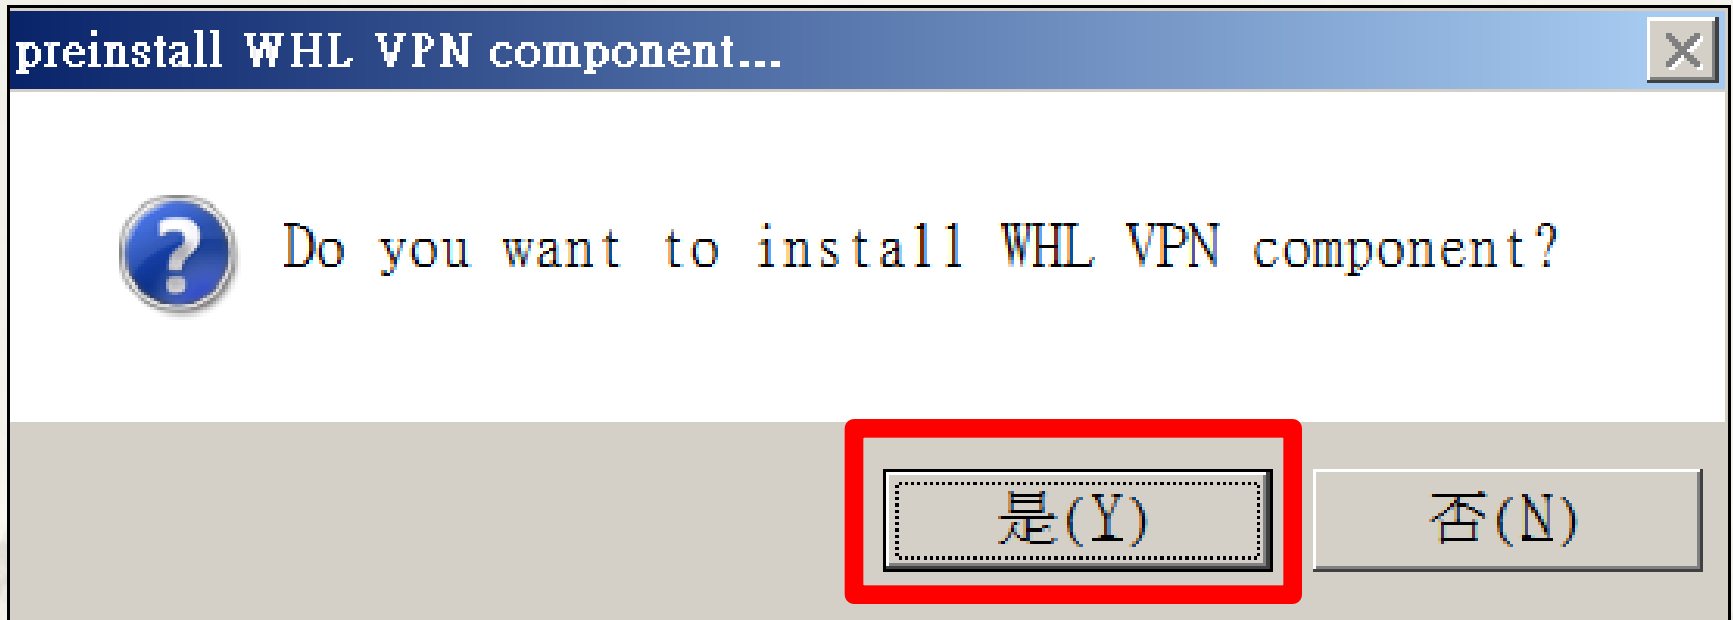 preinstall WHL VPN component...
Do you want to install WHL VPN component?
是(Y)
否(N)